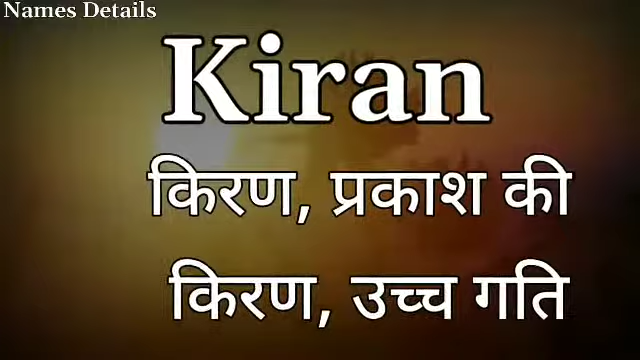 Names Details
Kiran
किरण, प्रकाश की
किरण, उच्च गति